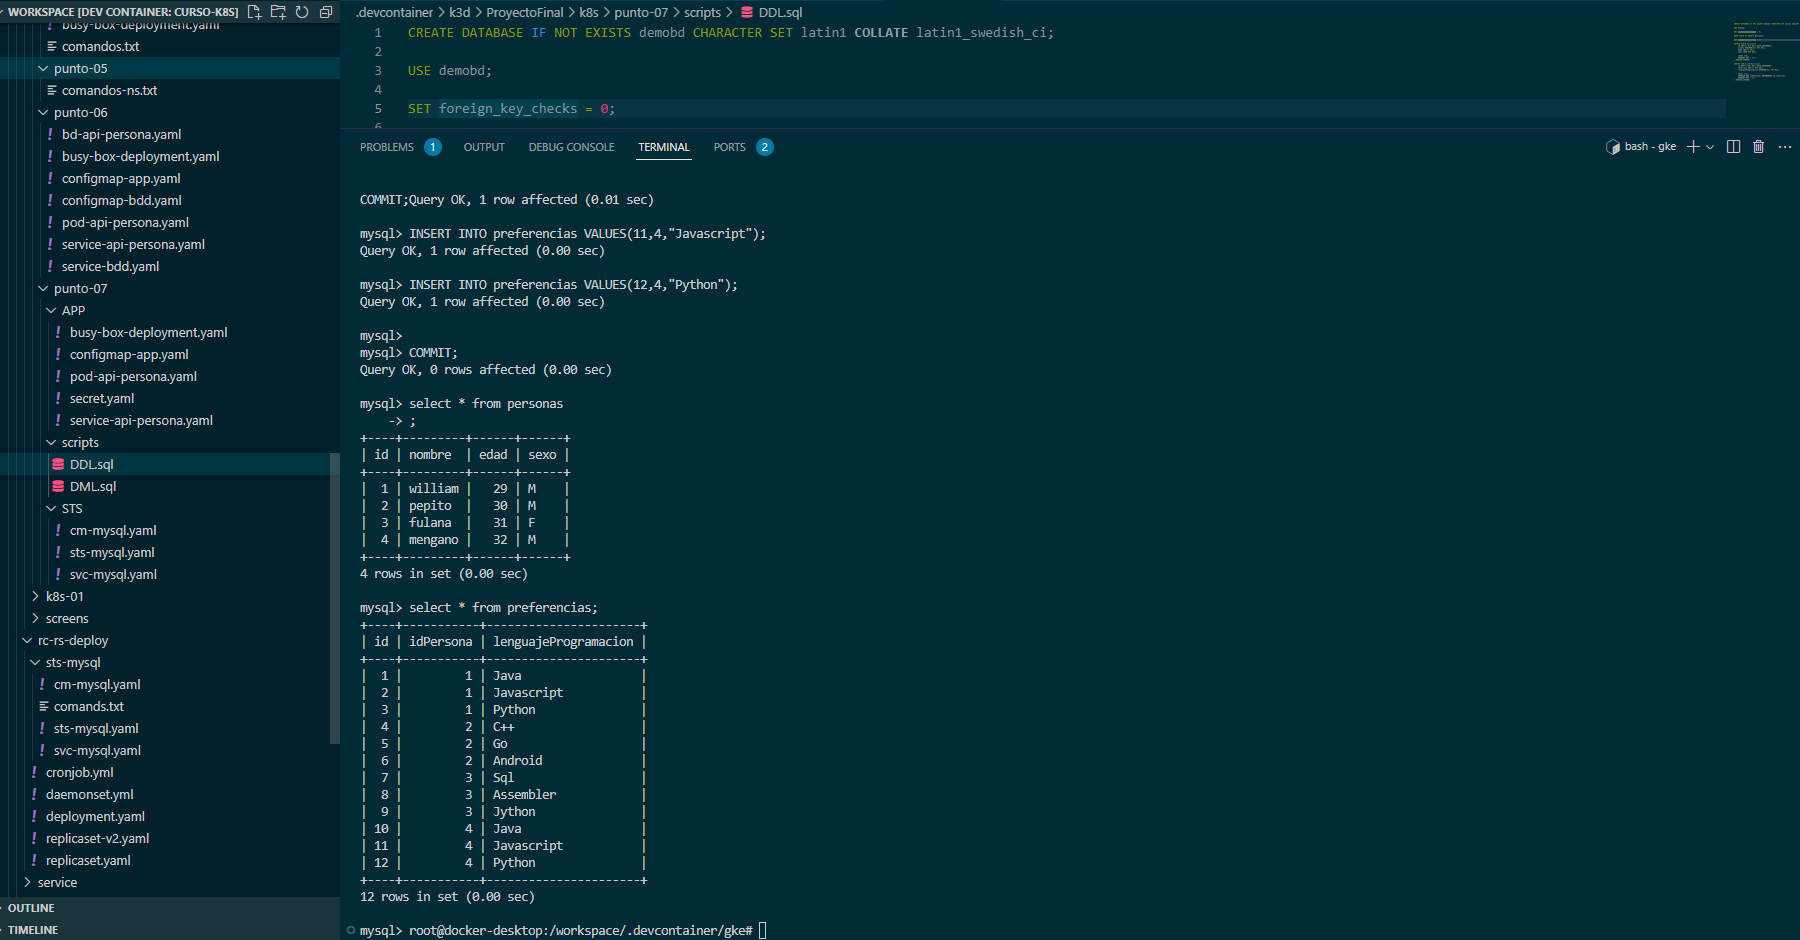 WORKSPACE [DEV CONTAINER: CURSO-K8S]
busy-box-deployment.yaml
comandos.txt
punto-05
comandos-ns.txt
punto-06
bd-api-persona.yaml
busy-box-deployment.yaml
configmap-app.yaml
configmap-bdd.yaml
pod-api-persona.yaml
service-api-persona.yaml
service-bdd.yaml
punto-07
APP
busy-box-deployment.yaml
configmap-app.yaml
pod-api-persona.yaml
secret.yaml
service-api-persona.yaml
scripts
DDL.sql
DML.sql
STS
cm-mysql.yaml
sts-mysql.yaml
svc-mysql.yaml
k8s-01
screens
rc-rs-deploy
sts-mysql
cm-mysql.yaml
comands.txt
sts-mysql.yaml
svc-mysql.yaml
cronjob.yml
daemonset.yml
deployment.yaml
replicaset-v2.yaml
replicaset.yaml
service
OUTLINE
TIMELINE
.devcontainer > k3d > ProyectoFinal > k8s > punto-07 > scripts > DDL.sql
1 CREATE DATABASE IF NOT EXISTS demobd CHARACTER SET latin1 COLLATE latin1_swedish_ci;
2
3 USE demobd;
4
5 SET foreign_key_checks = 0;
6
PROBLEMS 1 OUTPUT DEBUG CONSOLE TERMINAL PORTS 2
bash - gke
COMMIT;Query OK, 1 row affected (0.01 sec)
mysql> INSERT INTO preferencias VALUES(11,4,"Javascript");
Query OK, 1 row affected (0.00 sec)
mysql> INSERT INTO preferencias VALUES(12,4,"Python");
Query OK, 1 row affected (0.00 sec)
mysql>
mysql> COMMIT;
Query OK, 0 rows affected (0.00 sec)
mysql> select * from personas
-> ;
+----+---------+------+------+
| id | nombre  | edad | sexo |
+----+---------+------+------+
|  1 | william |   29 | M    |
|  2 | pepito  |   30 | M    |
|  3 | fulana  |   31 | F    |
|  4 | mengano |   32 | M    |
+----+---------+------+------+
4 rows in set (0.00 sec)
mysql> select * from preferencias;
+----+-----------+----------------------+
| id | idPersona | lenguajeProgramacion |
+----+-----------+----------------------+
|  1 |         1 | Java                 |
|  2 |         1 | Javascript           |
|  3 |         1 | Python               |
|  4 |         2 | C++                  |
|  5 |         2 | Go                   |
|  6 |         2 | Android              |
|  7 |         3 | Sql                  |
|  8 |         3 | Assembler            |
|  9 |         3 | Jython               |
| 10 |         4 | Java                 |
| 11 |         4 | Javascript           |
| 12 |         4 | Python               |
+----+-----------+----------------------+
12 rows in set (0.00 sec)
mysql> root@docker-desktop:/workspace/.devcontainer/gke#